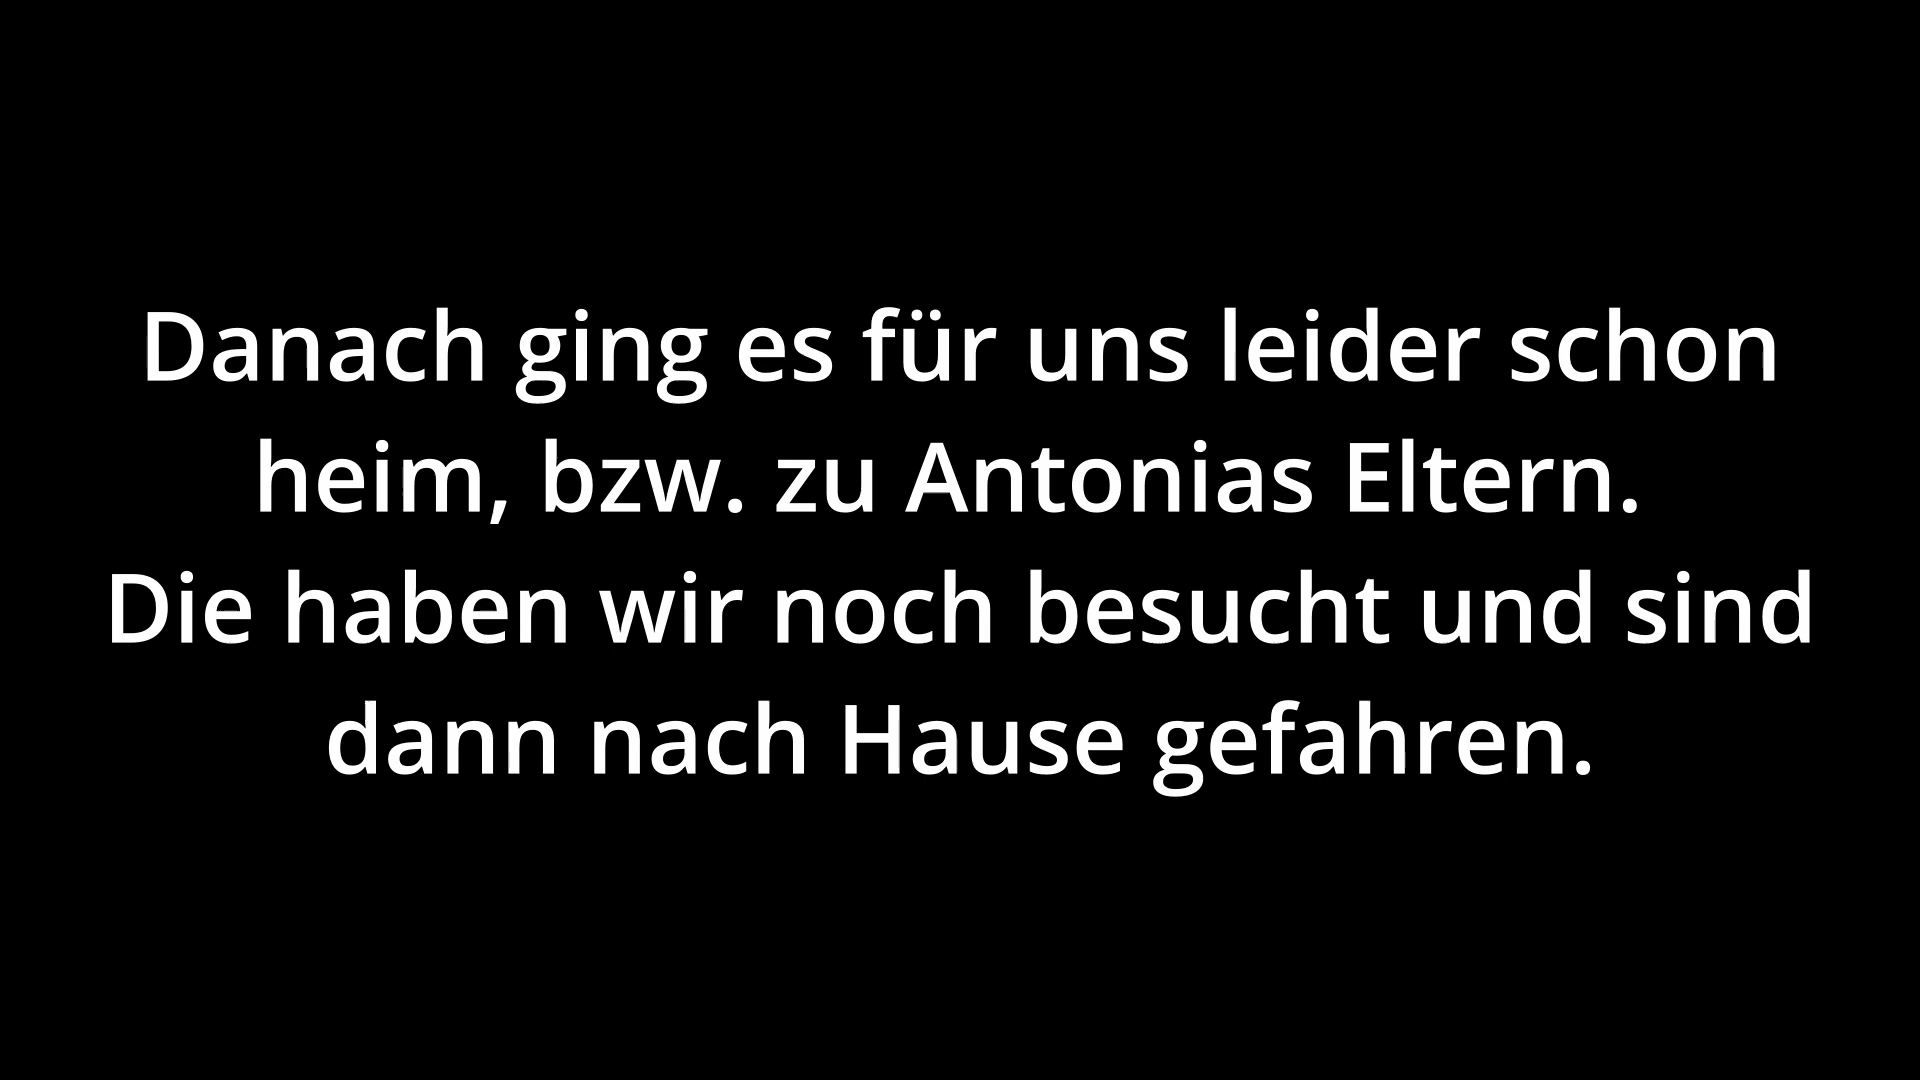 Danach ging es für uns leider schon
heim, bzw. zu Antonias Eltern.
Die haben wir noch besucht und sind
dann nach Hause gefahren.